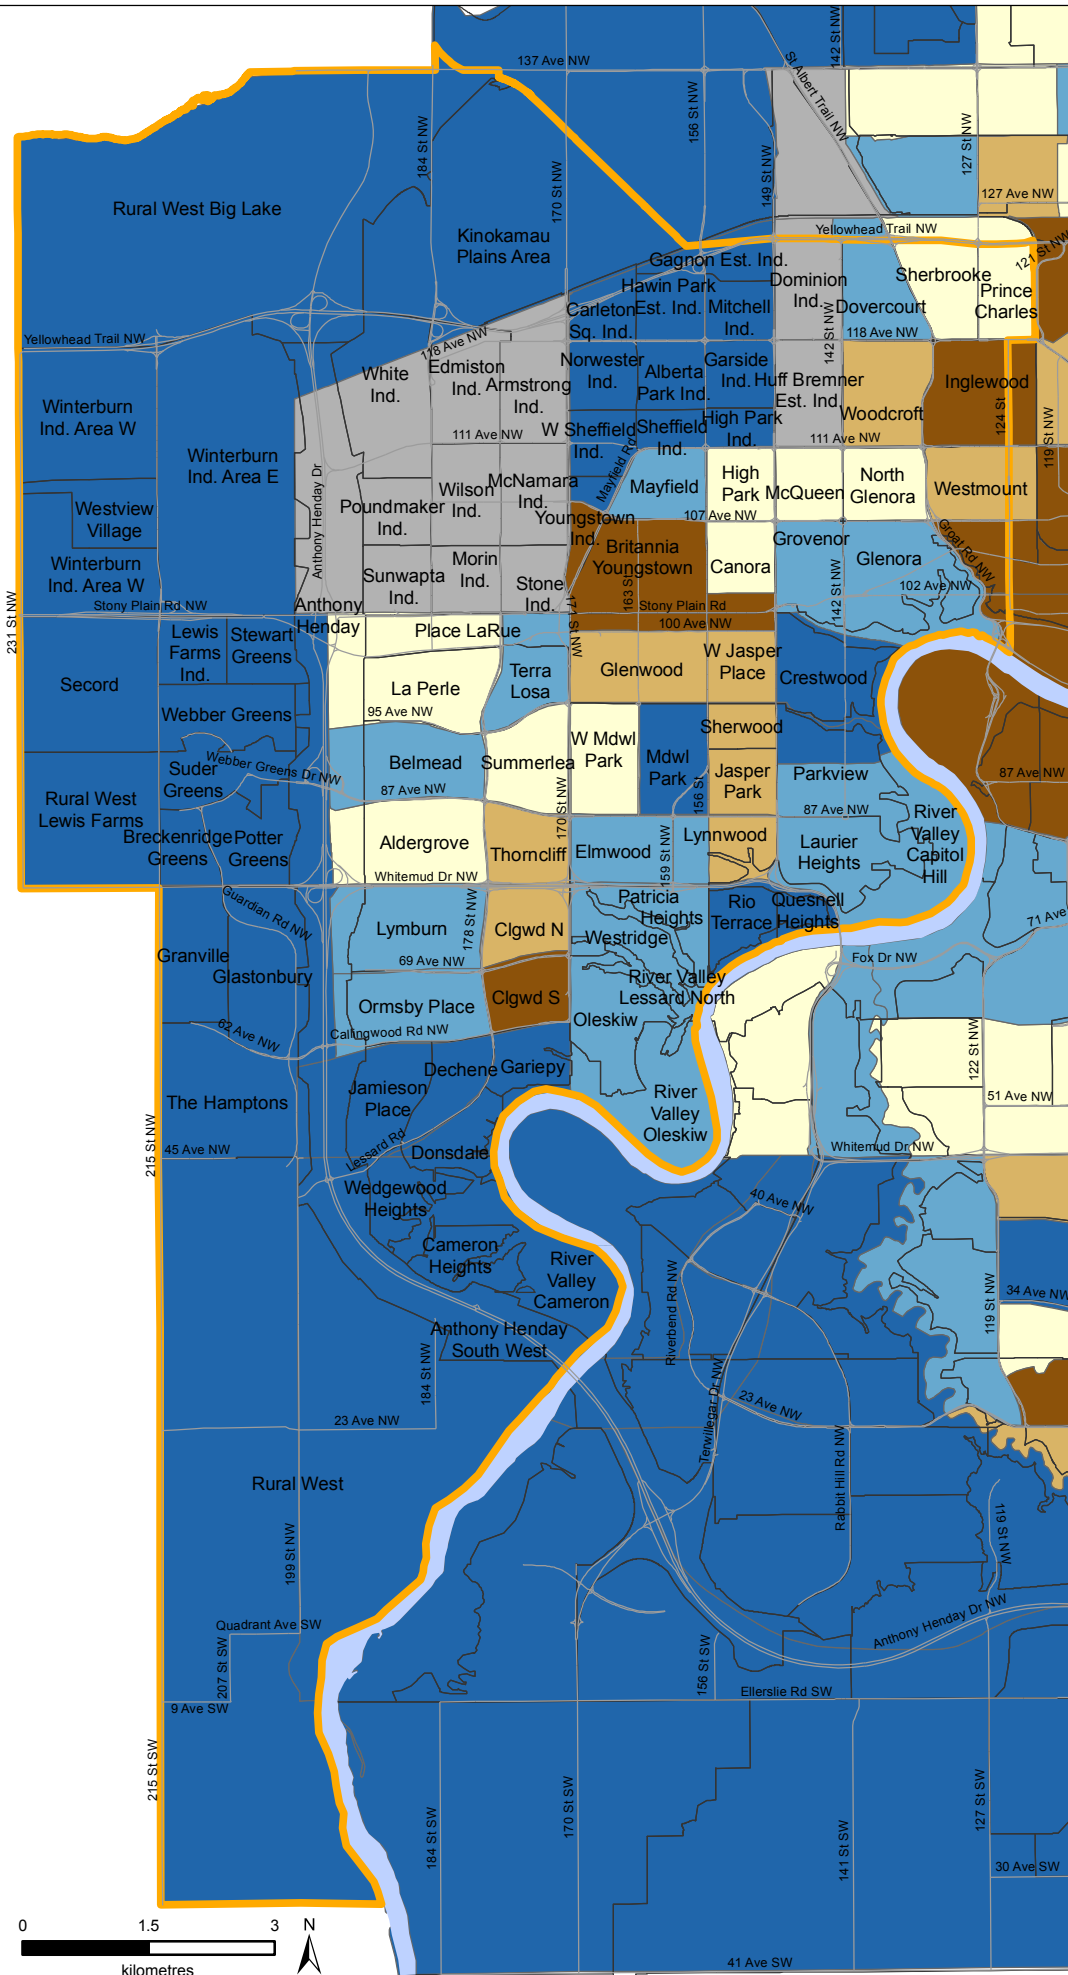 137 Ave NW
142 St NW
St Albert Trail NW
156 St NW
184 St NW
149 St NW
127 St NW
170 St NW
127 Ave NW
Rural West Big Lake
Kinokamau
Plains Area
Yellowhead Trail NW
121 St NW
Gagnon Est. Ind.
Hawin Park
Est. Ind.
Dominion
Ind.
Sherbrooke
Prince
Charles
Carleton
Sq. Ind.
Mitchell
Ind.
Dovercourt
142 St NW
118 Ave NW
Yellowhead Trail NW
118 Ave NW
White
Ind.
Edmiston
Ind.
Armstrong
Ind.
Norwester
Ind.
Alberta
Park Ind.
Garside
Ind.
Huff Bremner
Est. Ind.
Inglewood
124 St
Woodcroft
119 St NW
Winterburn
Ind. Area W
111 Ave NW
W Sheffield
Ind.
Sheffield
Ind.
High Park
Ind.
111 Ave NW
Winterburn
Ind. Area E
Mayfield Rd
Anthony Henday Dr
Westview
Village
Poundmaker
Ind.
Wilson
Ind.
McNamara
Ind.
Mayfield
High
Park
McQueen
North
Glenora
Westmount
107 Ave NW
Youngstown
Ind.
Britannia
Youngstown
Grovenor
Groat Rd NW
Winterburn
Ind. Area W
Sunwapta
Ind.
Morin
Ind.
Stone
Ind.
163 St
Canora
Glenora
142 St NW
102 Ave NW
231 St NW
Stony Plain Rd NW
Anthony
Henday
Stony Plain Rd
100 Ave NW
Lewis
Farms
Ind.
Stewart
Greens
Place LaRue
Secord
La Perle
Terra
Losa
Glenwood
W Jasper
Place
Crestwood
Webber Greens
95 Ave NW
Sherwood
Suder
Greens
Webber Greens Dr NW
Belmead
Summerlea
W Mdwl
Park
Mdwl
Park
Jasper
Park
Parkview
87 Ave NW
87 Ave NW
156 St
87 Ave NW
Rural West
Lewis Farms
170 St NW
River
Valley
Capitol
Hill
Breckenridge
Greens
Potter
Greens
Aldergrove
Thorncliff
Elmwood
159 St NW
Lynnwood
Laurier
Heights
Whitemud Dr NW
Guardian Rd NW
Lymburn
178 St NW
Clgwd N
Patricia
Heights
Rio
Terrace
Quesnell
Heights
71 Ave
Westridge
Granville
Glastonbury
69 Ave NW
Fox Dr NW
River Valley
Lessard North
Clgwd S
Ormsby Place
Oleskiw
62 Ave NW
Callingwood Rd NW
122 St NW
Dechene
Gariepy
The Hamptons
Jamieson
Place
River
Valley
Oleskiw
51 Ave NW
215 St NW
45 Ave NW
Lessard Rd
Donsdale
Whitemud Dr NW
Wedgewood
Heights
40 Ave NW
Cameron
Heights
River
Valley
Cameron
Riverbend Rd NW
119 St NW
34 Ave NW
Anthony Henday
South West
184 St NW
Terwillegar Dr NW
23 Ave NW
23 Ave NW
Rural West
Rabbit Hill Rd NW
119 St NW
199 St NW
Quadrant Ave SW
Anthony Henday Dr NW
207 St SW
156 St SW
Ellerslie Rd SW
9 Ave SW
215 St SW
184 St SW
170 St SW
141 St SW
127 St SW
30 Ave SW
0 1.5 3
N
kilometres
41 Ave SW